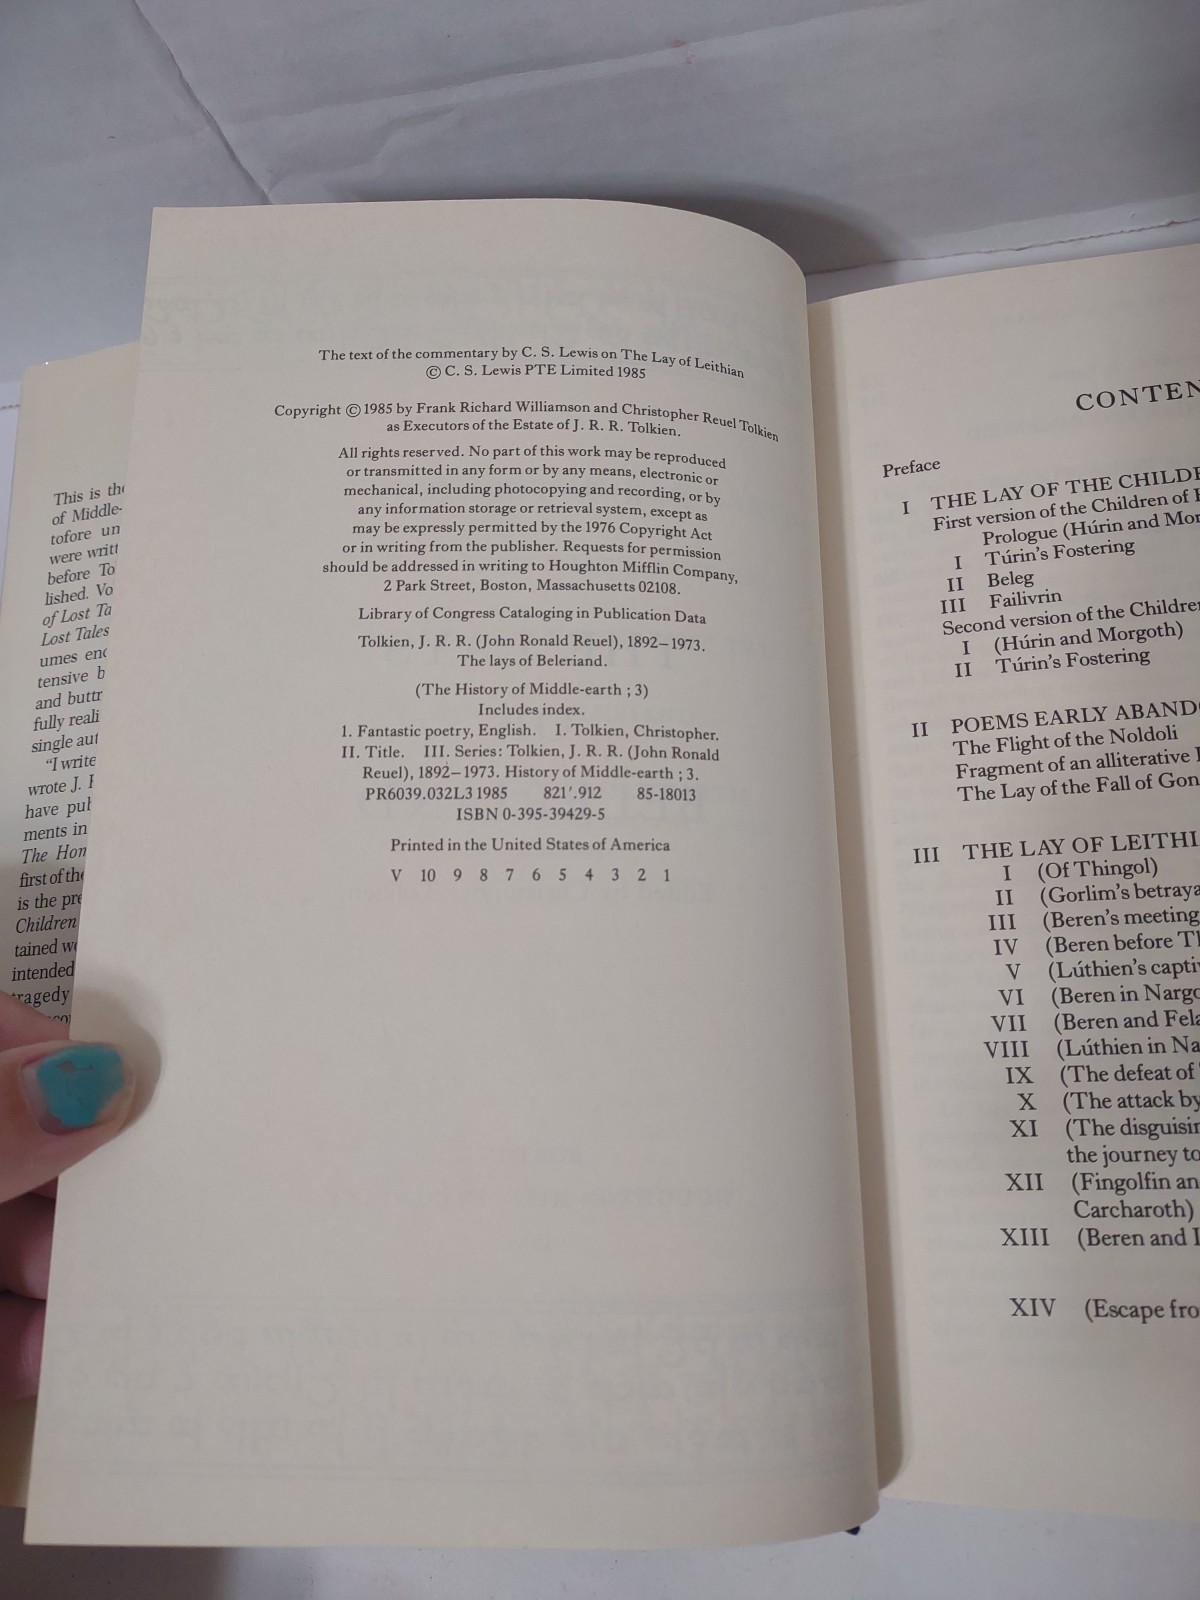 This is the
of Middle-
tofore un
were writt
before To
lished. Vo
of Lost Ta
Lost Tales
umes enc
tensive b
and buttr
fully reali
single aut
"I write
wrote J. R
have pub
ments in
The Hom
first of the
is the pre
Children
tained wo
intended
tragedy
The text of the commentary by C. S. Lewis on The Lay of Leithian
© C. S. Lewis PTE Limited 1985
Copyright © 1985 by Frank Richard Williamson and Christopher Reuel Tolkien
as Executors of the Estate of J. R. R. Tolkien.
All rights reserved. No part of this work may be reproduced
or transmitted in any form or by any means, electronic or
mechanical, including photocopying and recording, or by
any information storage or retrieval system, except as
may be expressly permitted by the 1976 Copyright Act
or in writing from the publisher. Requests for permission
should be addressed in writing to Houghton Mifflin Company,
2 Park Street, Boston, Massachusetts 02108.
Library of Congress Cataloging in Publication Data
Tolkien, J. R. R. (John Ronald Reuel), 1892–1973.
The lays of Beleriand.
(The History of Middle-earth ; 3)
Includes index.
1. Fantastic poetry, English. I. Tolkien, Christopher.
II. Title. III. Series: Tolkien, J. R. R. (John Ronald
Reuel), 1892–1973. History of Middle-earth ; 3.
PR6039.032L3 1985 821'.912 85-18013
ISBN 0-395-39429-5
Printed in the United States of America
V 10 9 8 7 6 5 4 3 2 1
CONTEN
Preface
I THE LAY OF THE CHILDRE
First version of the Children of H
Prologue (Húrin and Mor
I Túrin's Fostering
II Beleg
III Failivrin
Second version of the Children
I (Húrin and Morgoth)
II Túrin's Fostering
II POEMS EARLY ABANDO
The Flight of the Noldoli
Fragment of an alliterative
The Lay of the Fall of Gon
III THE LAY OF LEITHI
I (Of Thingol)
II (Gorlim's betraya
III (Beren's meeting
IV (Beren before Th
V (Lúthien's captiv
VI (Beren in Nargo
VII (Beren and Fela
VIII (Lúthien in Na
IX (The defeat of
X (The attack by
XI (The disguisin
the journey to
XII (Fingolfin an
Carcharoth)
XIII (Beren and
XIV (Escape fro